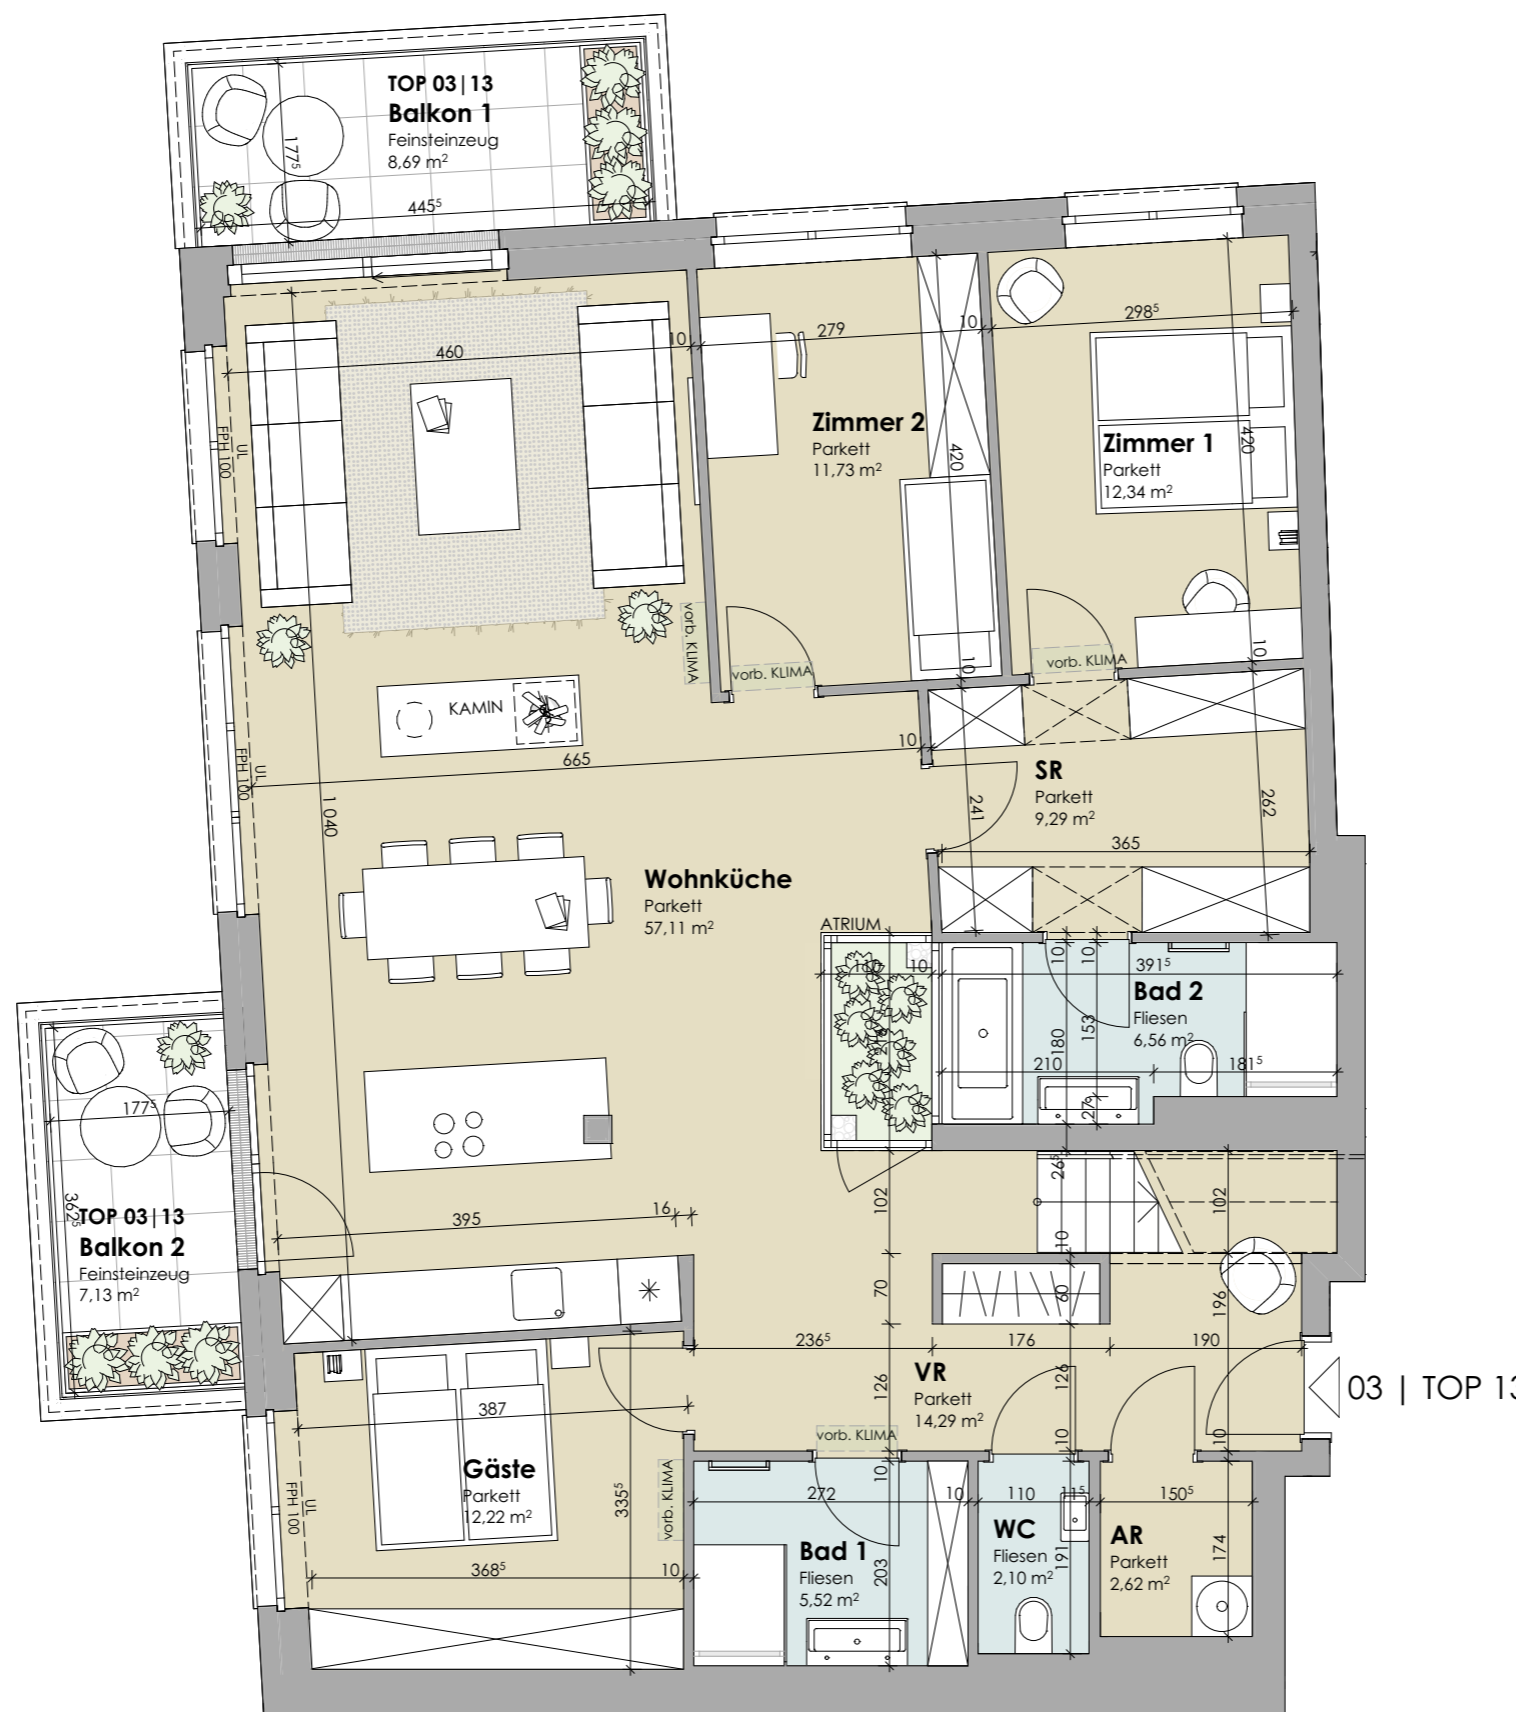 TOP 03|13
Balkon 1
Feinsteinzeug
8,69 m²
177⁵
445⁵
460
10
279
10
298⁵
Zimmer 2
Parkett
11,73 m²
420
Zimmer 1
Parkett
12,34 m²
420
FPH 100
UL
vorb. KLIMA
vorb. KLIMA
vorb. KLIMA
10
10
KAMIN
665
10
FPH 100
UL
1 040
SR
Parkett
9,29 m²
241
262
365
Wohnküche
Parkett
57,11 m²
ATRIUM
110
10
10
10
391⁵
Bad 2
Fliesen
6,56 m²
180
153
210
181⁵
27⁵
177⁵
362⁵
TOP 03|13
Balkon 2
Feinsteinzeug
7,13 m²
395
16
102
26⁵
102
10
70
60
196
236⁵
176
190
VR
Parkett
14,29 m²
126
126
10
10
03 | TOP 13
387
Gäste
Parkett
12,22 m²
FPH 100
UL
335⁵
368⁵
10
vorb. KLIMA
vorb. KLIMA
10
272
10
Bad 1
Fliesen
5,52 m²
203
110
11⁵
WC
Fliesen
2,10 m²
191
150⁵
AR
Parkett
2,62 m²
174